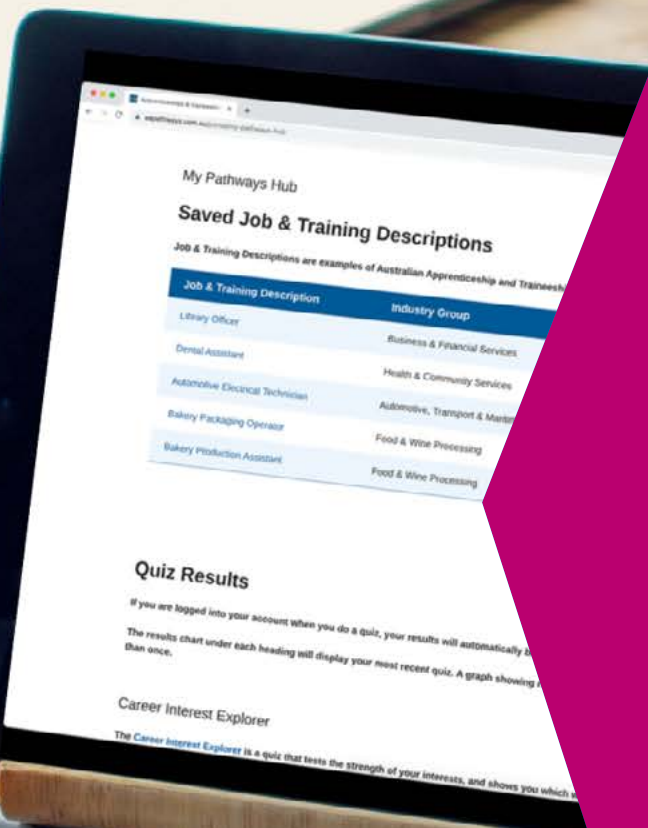 My Pathways Hub
Saved Job & Training Descriptions
Job & Training Descriptions are examples of Australian Apprenticeship and
Job & Training Description Industry Group
Library Officer Business & Financial Services
Dental Assistant Health & Community Services
Automotive Electrical Technician Automotive, Transport &
Bakery Packaging Operator Food & Wine Processing
Bakery Production Assistant Food & Wine Processing
Quiz Results
If you are logged into your account when you do a quiz, your results will automatically
The results chart under each heading will display your most recent quiz. A graph showing
than once.
Career Interest Explorer
The Career Interest Explorer is a quiz that tests the strength of your interests, and shows you which